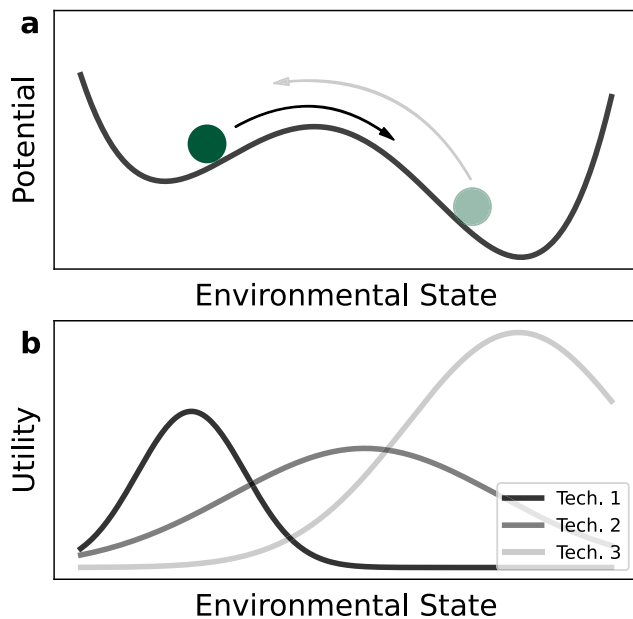 a
Potential
Environmental State
b
Utility
Tech. 1
Tech. 2
Tech. 3
Environmental State